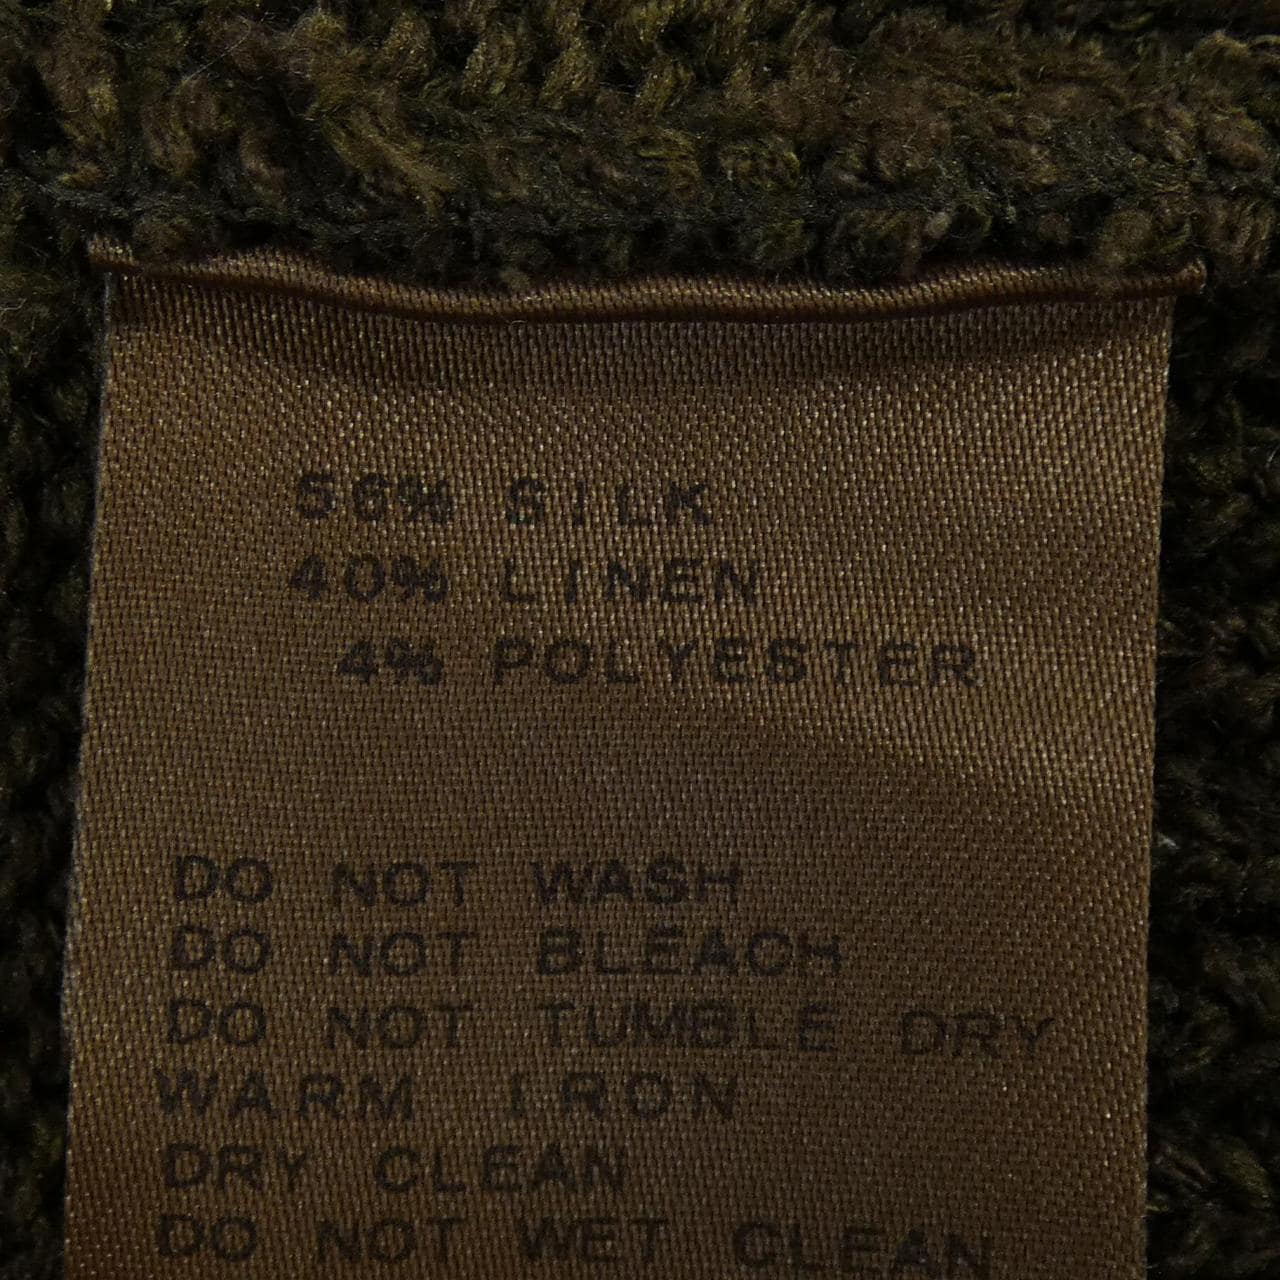 56% SILK
40% LINEN
4% POLYESTER
DO NOT WASH
DO NOT BLEACH
DO NOT TUMBLE DRY
WARM IRON
DRY CLEAN
DO NOT WET CLEAN